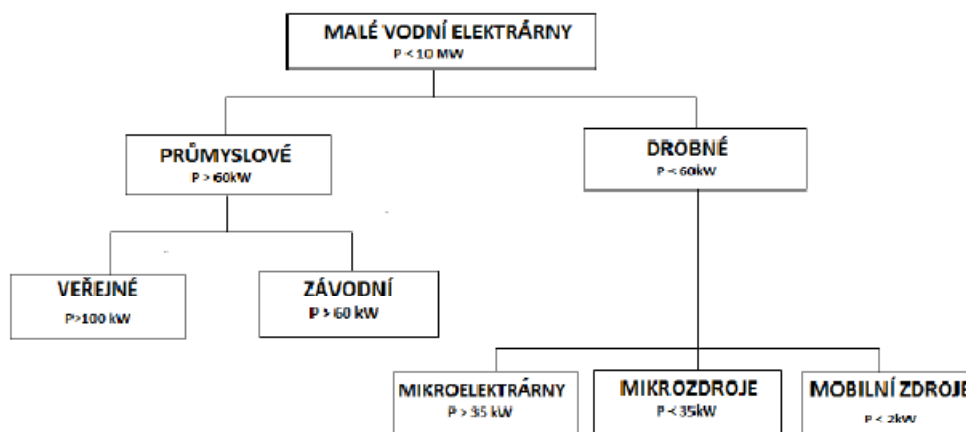 MALÉ VODNÍ ELEKTRÁRNY
P < 10 MW
PRŮMYSLOVÉ
P > 60kW
DROBNÉ
P < 60kW
VEŘEJNÉ
P>100 kW
ZÁVODNÍ
P > 60 kW
MIKROELEKTRÁRNY
P > 35 kW
MIKROZDROJE
P < 35kW
MOBILNÍ ZDROJE
P < 2kW